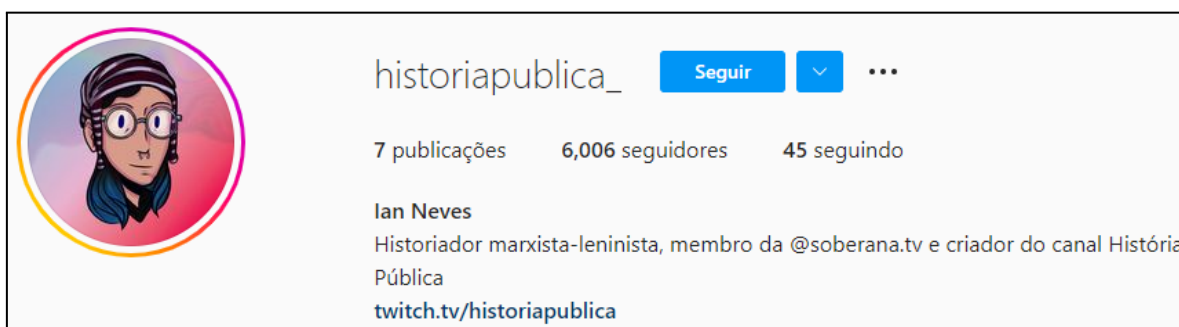 historiapublica_ Seguir
7 publicações 6,006 seguidores 45 seguindo
Ian Neves
Historiador marxista-leninista, membro da @soberana.tv e criador do canal História
Pública
twitch.tv/historiapublica